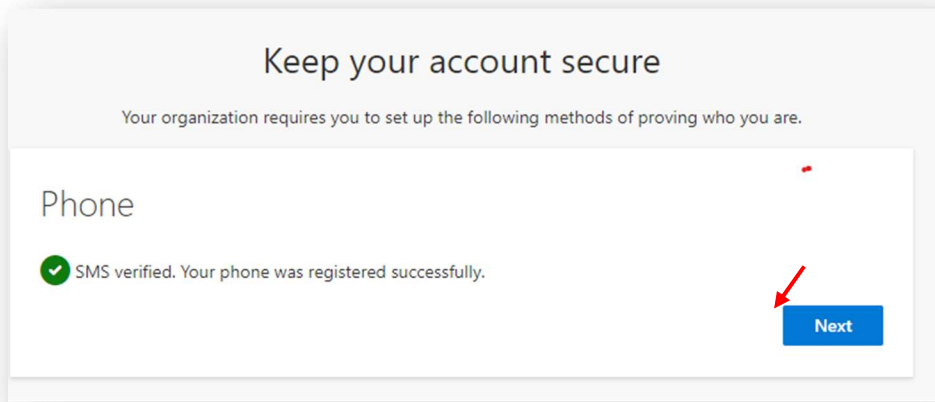 Keep your account secure
Your organization requires you to set up the following methods of proving who you are.
Phone
SMS verified. Your phone was registered successfully.
Next